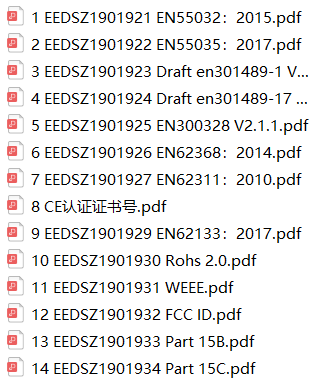 1 EEDSZ1901921 EN55032：2015.pdf
2 EEDSZ1901922 EN55035：2017.pdf
3 EEDSZ1901923 Draft en301489-1 V...
4 EEDSZ1901924 Draft en301489-17 ...
5 EEDSZ1901925 EN300328 V2.1.1.pdf
6 EEDSZ1901926 EN62368：2014.pdf
7 EEDSZ1901927 EN62311：2010.pdf
8 CE认证证书号.pdf
9 EEDSZ1901929 EN62133：2017.pdf
10 EEDSZ1901930 Rohs 2.0.pdf
11 EEDSZ1901931 WEEE.pdf
12 EEDSZ1901932 FCC ID.pdf
13 EEDSZ1901933 Part 15B.pdf
14 EEDSZ1901934 Part 15C.pdf